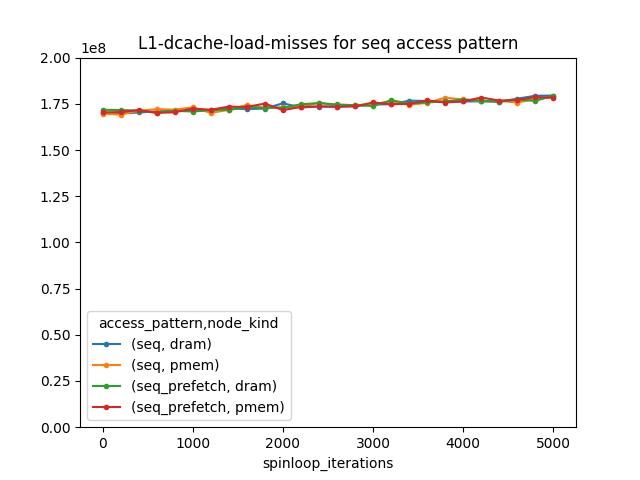 L1-dcache-load-misses for seq access pattern
1e8
2.00
1.75
1.50
1.25
1.00
0.75
0.50
0.25
0.00
access_pattern,node_kind
(seq, dram)
(seq, pmem)
(seq_prefetch, dram)
(seq_prefetch, pmem)
0 1000 2000 3000 4000 5000
spinloop_iterations